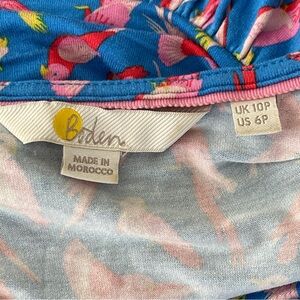 Boden
MADE IN
MOROCCO
UK 10P
US 6P